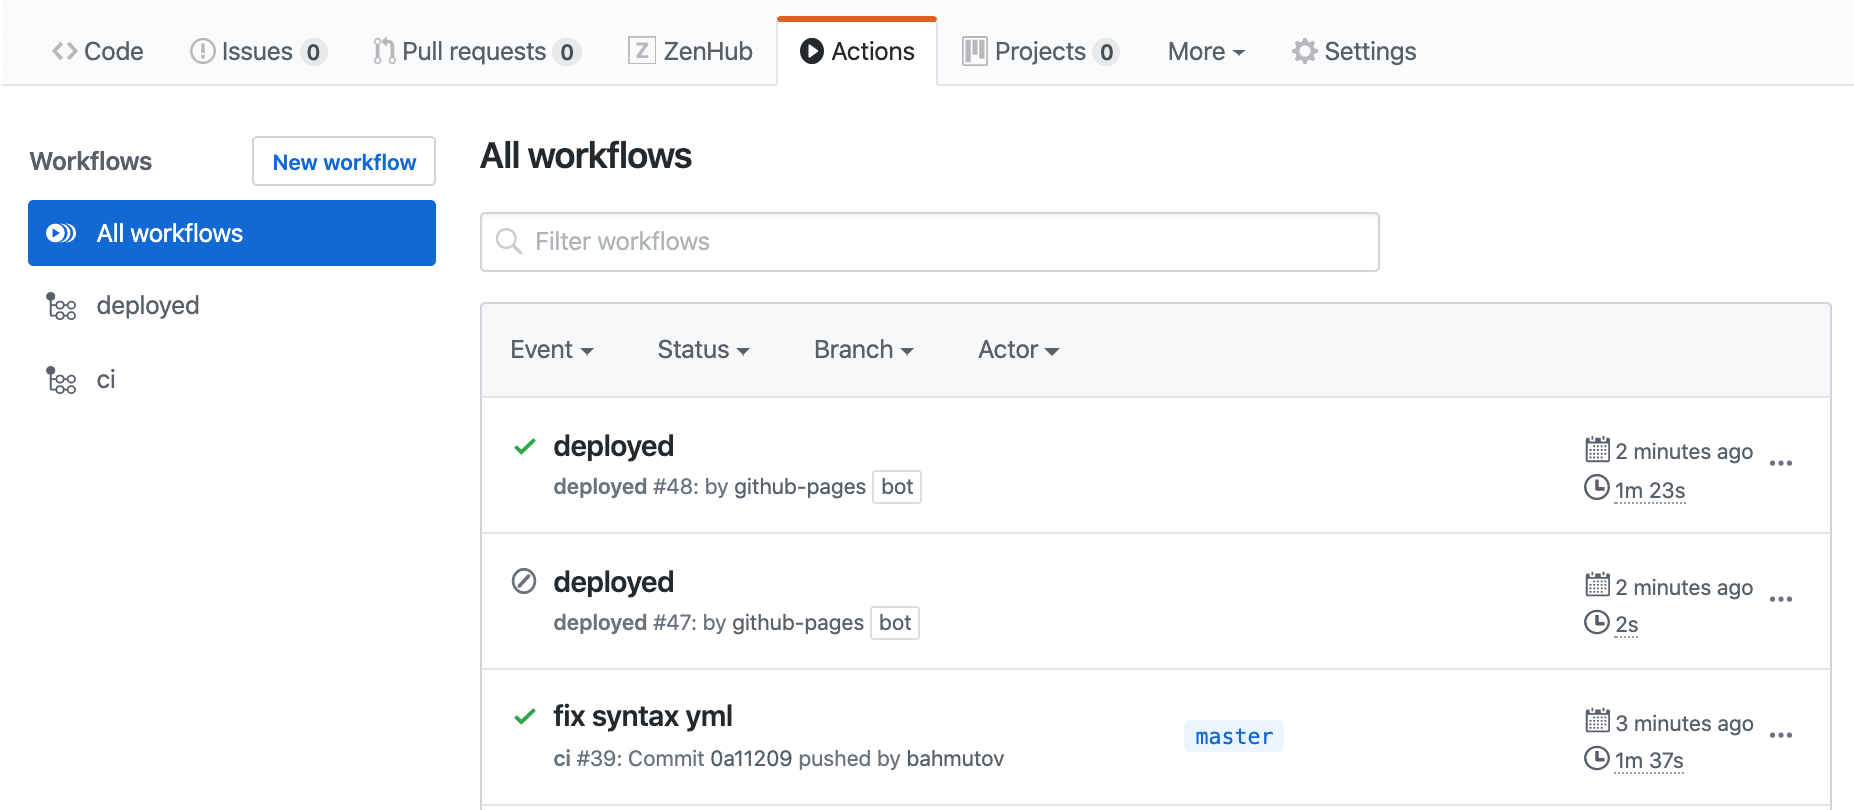 Code Issues 0 Pull requests 0 Z ZenHub Actions Projects 0 More Settings
Workflows
New workflow
All workflows
deployed
ci
All workflows
Filter workflows
Event Status Branch Actor
deployed
deployed #48: by github-pages bot
2 minutes ago
1m 23s
deployed
deployed #47: by github-pages bot
2 minutes ago
2s
fix syntax yml
ci #39: Commit 0a11209 pushed by bahmutov
master
3 minutes ago
1m 37s